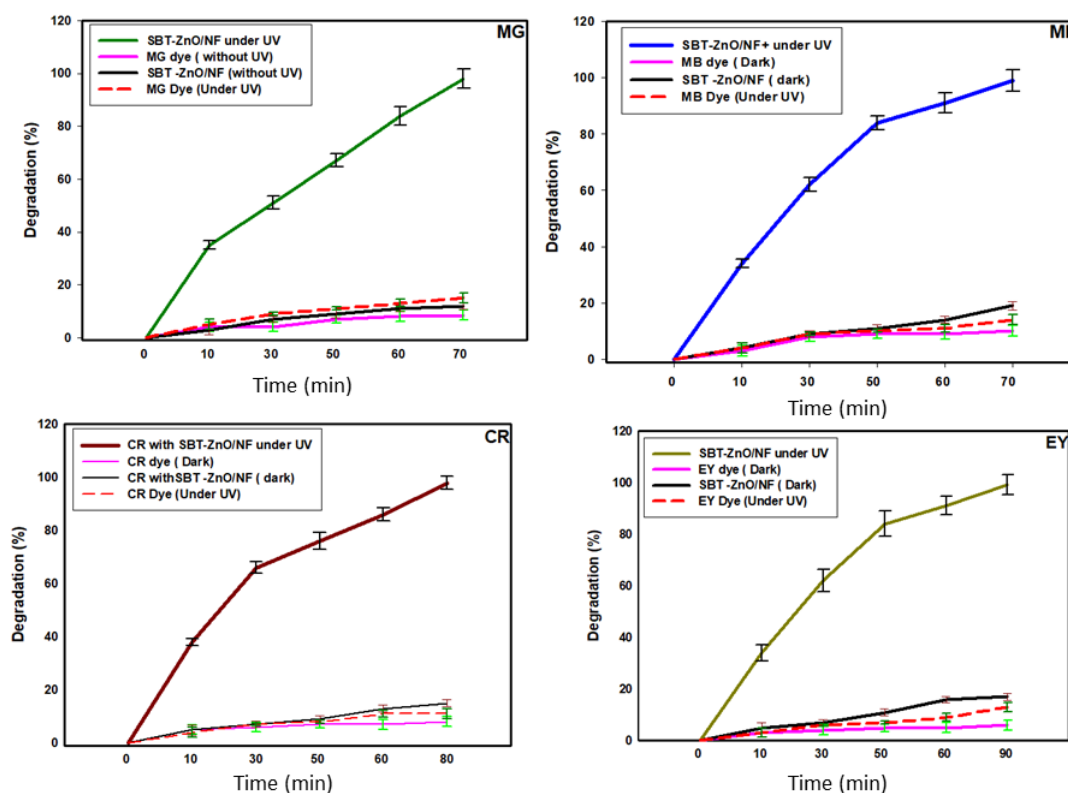 MG
SBT-ZnO/NF under UV
MG dye ( without UV)
SBT -ZnO/NF (without UV)
MG Dye (Under UV)
Degradation (%)
120
100
80
60
40
20
0
0 10 30 50 60 70
Time (min)
SBT-ZnO/NF+ under UV
MB dye ( Dark)
SBT -ZnO/NF ( dark)
MB Dye (Under UV)
Degradation (%)
120
100
80
60
40
20
0
0 10 30 50 60 70
Time (min)
CR
CR with SBT-ZnO/NF under UV
CR dye ( Dark)
CR withSBT -ZnO/NF ( dark)
CR Dye (Under UV)
Degradation (%)
120
100
80
60
40
20
0
0 10 30 50 60 80
Time (min)
EY
SBT-ZnO/NF under UV
EY dye ( Dark)
SBT -ZnO/NF ( Dark)
EY Dye (Under UV)
Degradation (%)
120
100
80
60
40
20
0
0 10 30 50 60 90
Time (min)